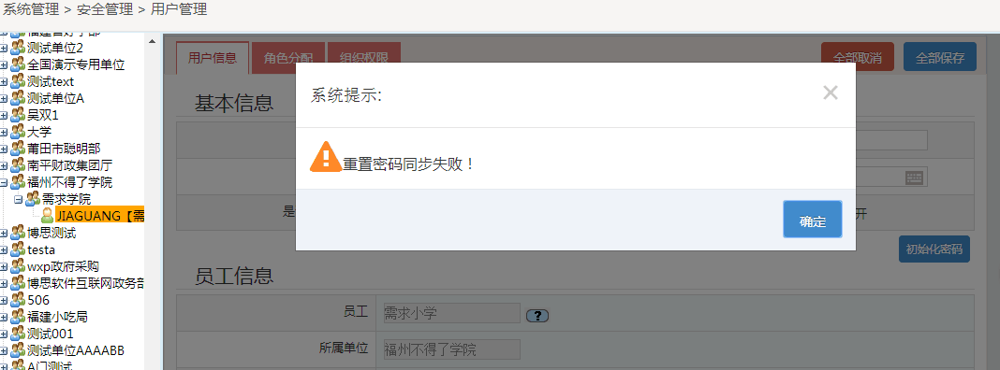 系统管理 > 安全管理 > 用户管理
测试单位2
全国演示专用单位
测试text
测试单位A
吴双1
大学
莆田市聪明部
南平财政集团厅
福州不得了学院
需求学院
JIAGUANG【需
博思测试
testa
wxp政府采购
博思软件互联网政务部
506
福建小吃局
测试001
测试单位AAAABB
A门测试
用户信息 角色分配 组织权限 全部取消 全部保存
基本信息
系统提示:
×
重置密码同步失败！
确定
是
开
初始化密码
员工信息
员工 需求小学 ?
所属单位 福州不得了学院